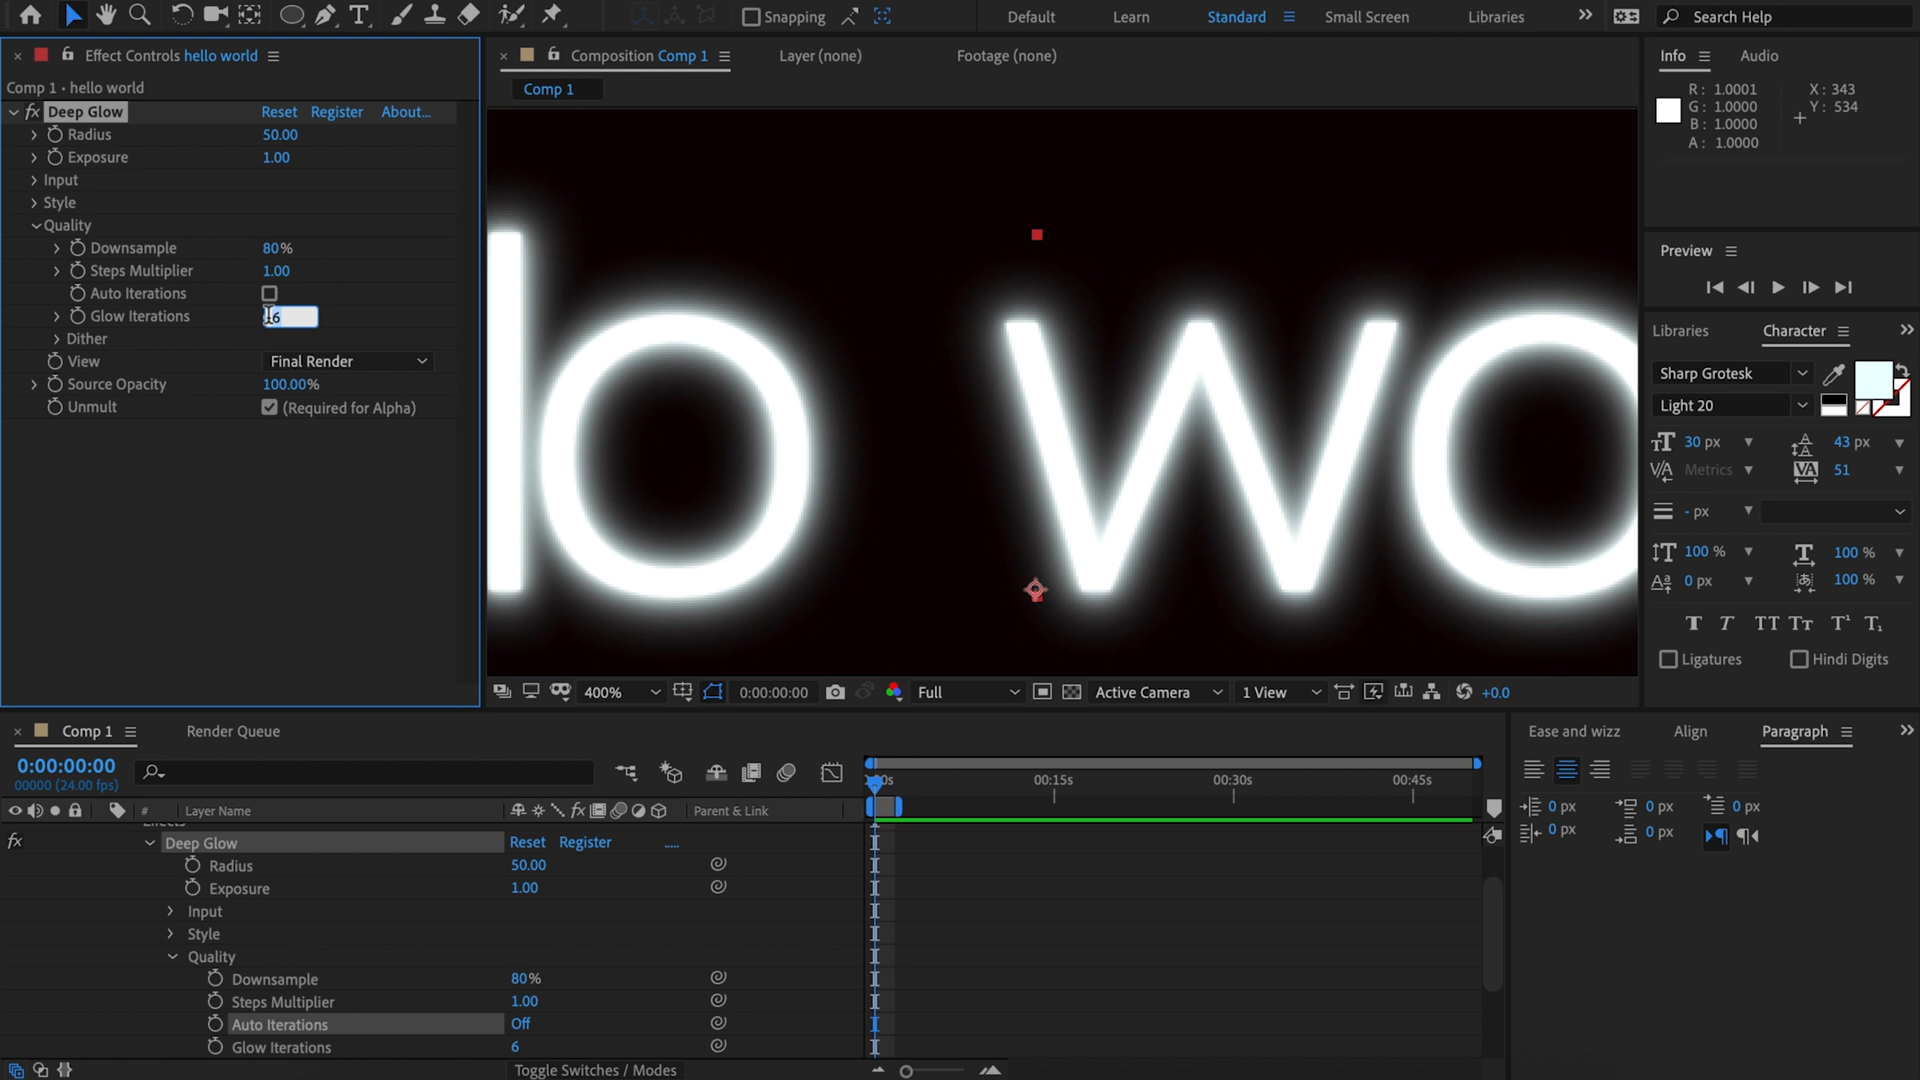 Snapping
Default
Learn
Standard
Small Screen
Libraries
Search Help
Effect Controls hello world
Comp 1 • hello world
Deep Glow Reset Register About...
Radius 50.00
Exposure 1.00
Input
Style
Quality
Downsample 80%
Steps Multiplier 1.00
Auto Iterations
Glow Iterations 6
Dither
View Final Render
Source Opacity 100.00%
Unmult (Required for Alpha)
Composition Comp 1
Layer (none)
Footage (none)
Comp 1
lo wo
400%
0:00:00:00
Full
Active Camera
1 View
+0.0
Info
Audio
R: 1.0001
G: 1.0000
B: 1.0000
A: 1.0000
X: 343
Y: 534
Preview
Libraries
Character
Sharp Grotesk
Light 20
30 px 43 px
Metrics 51
- px
100 % 100 %
0 px 100 %
T T TT Tт T¹ T₁
Ligatures Hindi Digits
Comp 1
Render Queue
0:00:00:00
00000 (24.00 fps)
# Layer Name
Parent & Link
Deep Glow Reset Register .....
Radius 50.00
Exposure 1.00
Input
Style
Quality
Downsample 80%
Steps Multiplier 1.00
Auto Iterations Off
Glow Iterations 6
Toggle Switches / Modes
00:15s
00:30s
00:45s
Ease and wizz
Align
Paragraph
0 px 0 px 0 px
0 px 0 px